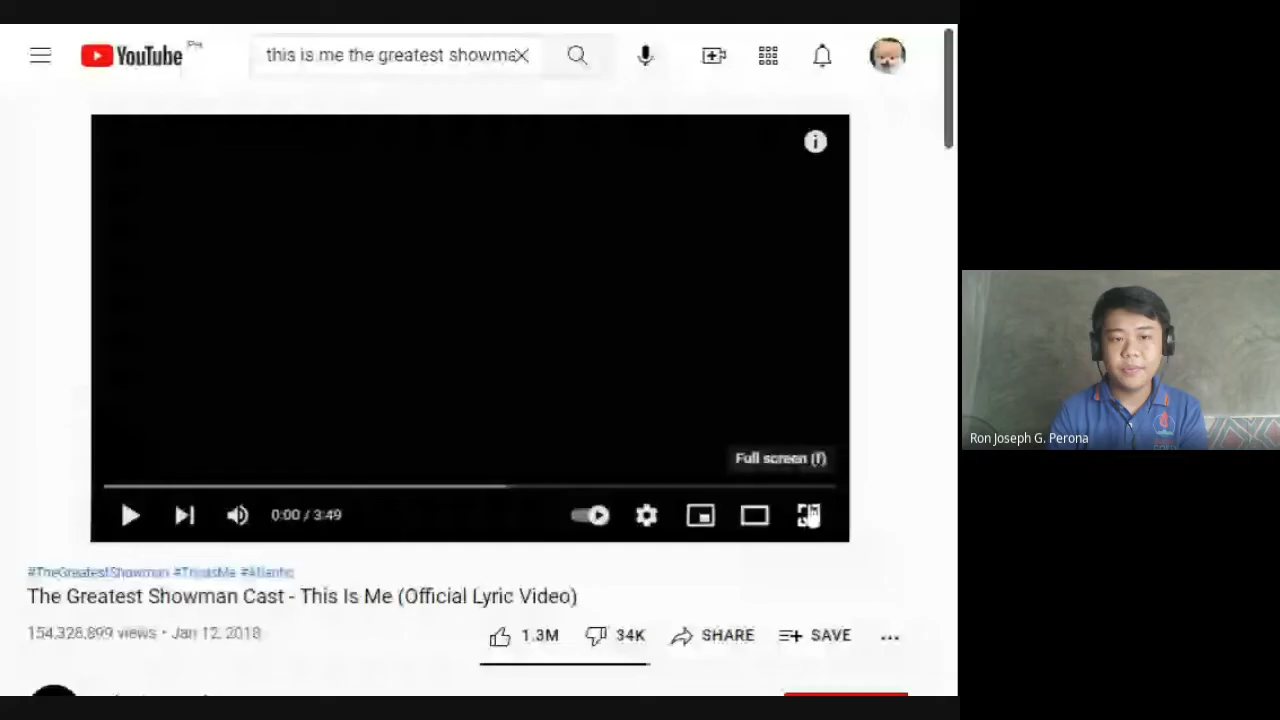 YouTube PH
this is me the greatest showma
Full screen (f)
0:00 / 3:49
#TheGreatestShowman #ThisIsMe #Atlantic
The Greatest Showman Cast - This Is Me (Official Lyric Video)
154,328,899 views • Jan 12, 2018
1.3M 34K SHARE SAVE
Ron Joseph G. Perona